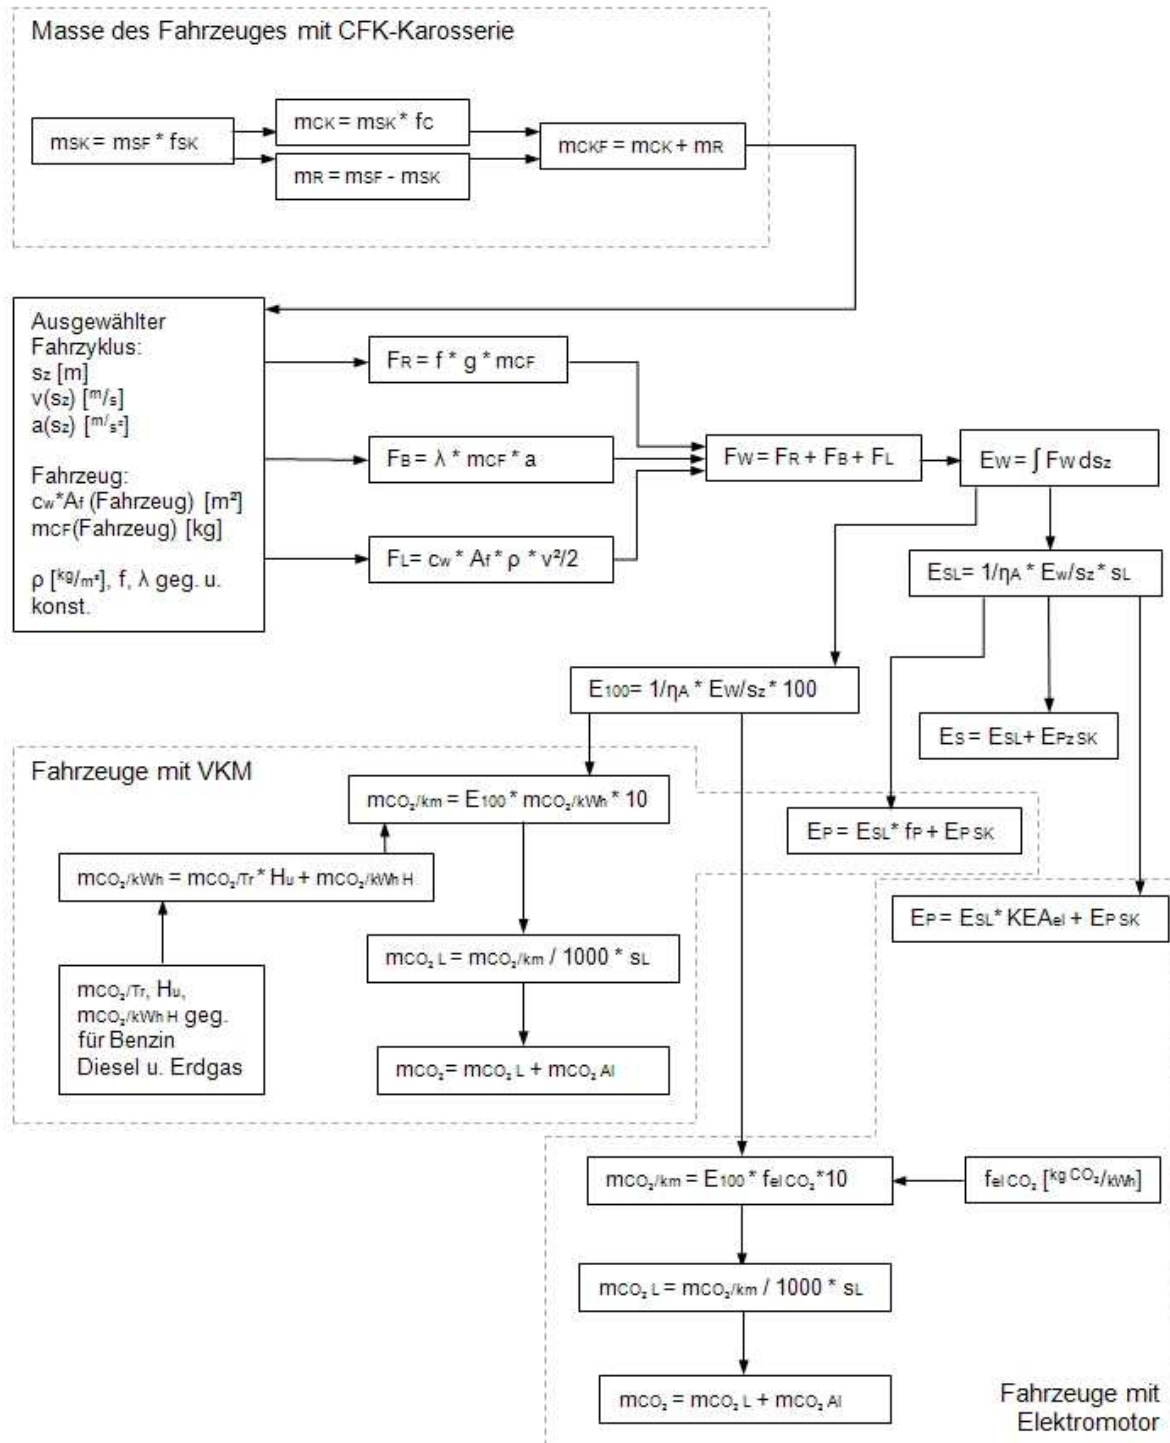 Masse des Fahrzeuges mit CFK-Karosserie
mSK = mSF * fSK
mCK = mSK * fC
mR = mSF - mSK
mCKF = mCK + mR
Ausgewählter
Fahrzyklus:
sz [m]
v(sz) [m/s]
a(sz) [m/s²]
Fahrzeug:
cw*Af (Fahrzeug) [m²]
mCF(Fahrzeug) [kg]
ρ [kg/m³], f, λ geg. u.
konst.
FR = f * g * mCF
FB = λ * mCF * a
FL= cw * Af * ρ * v²/2
FW = FR + FB + FL
EW = ∫ FW dsz
ESL= 1/ηA * Ew/sz * sL
E100= 1/ηA * EW/sz * 100
ES = ESL+ EPz SK
EP = ESL* fP + EP SK
EP = ESL* KEAel + EP SK
Fahrzeuge mit VKM
mCO₂/km = E100 * mCO₂/kWh * 10
mCO₂/kWh = mCO₂/Tr * Hu + mCO₂/kWh H
mCO₂/Tr, Hu,
mCO₂/kWh H geg.
für Benzin
Diesel u. Erdgas
mCO₂ L = mCO₂/km / 1000 * sL
mCO₂ = mCO₂ L + mCO₂ Al
mCO₂/km = E100 * fel CO₂*10
fel CO₂ [kg CO₂/kWh]
mCO₂ L = mCO₂/km / 1000 * sL
mCO₂ = mCO₂ L + mCO₂ Al
Fahrzeuge mit
Elektromotor